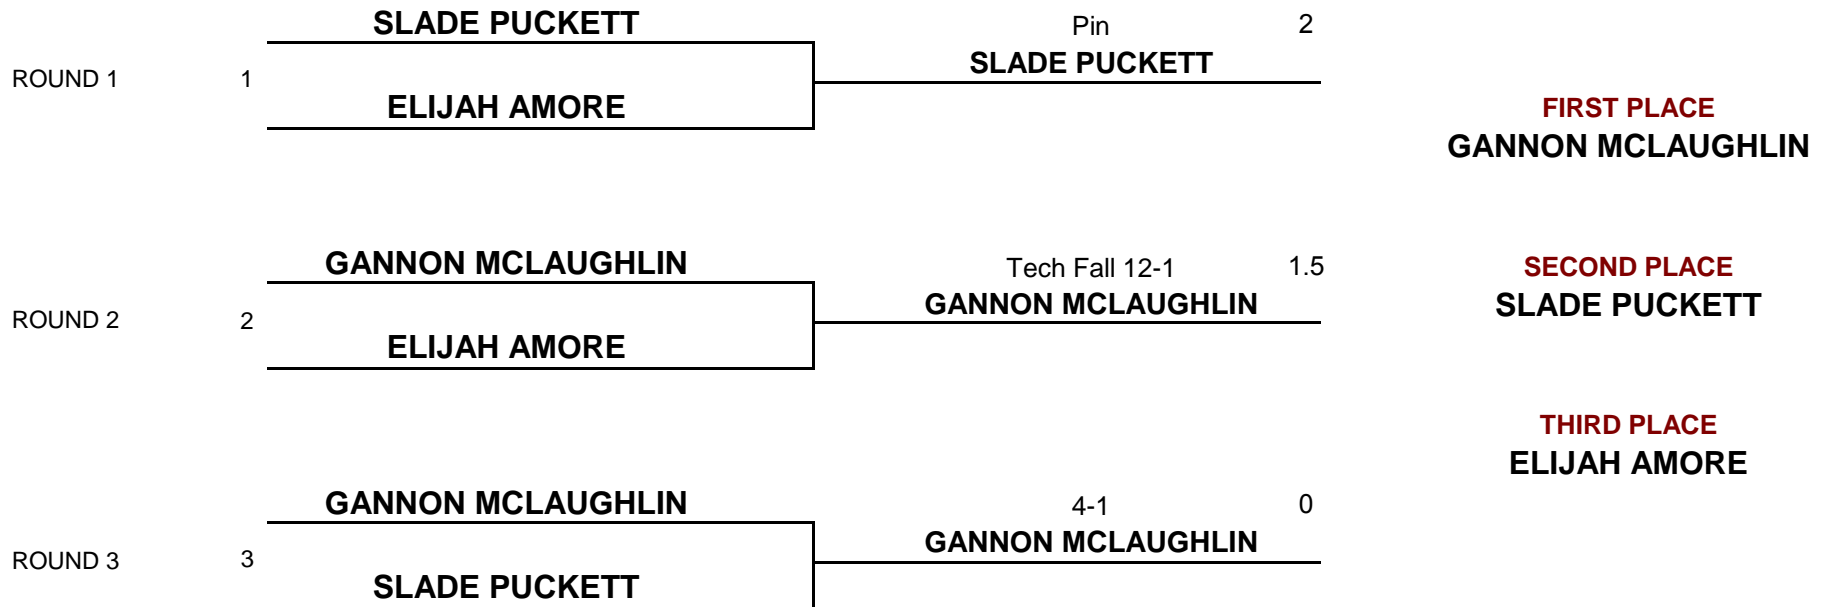 SLADE PUCKETT
Pin 2
SLADE PUCKETT
ROUND 1 1
ELIJAH AMORE
FIRST PLACE
GANNON MCLAUGHLIN
GANNON MCLAUGHLIN
Tech Fall 12-1 1.5
SECOND PLACE
GANNON MCLAUGHLIN
SLADE PUCKETT
ROUND 2 2
ELIJAH AMORE
THIRD PLACE
ELIJAH AMORE
GANNON MCLAUGHLIN
4-1 0
GANNON MCLAUGHLIN
ROUND 3 3
SLADE PUCKETT